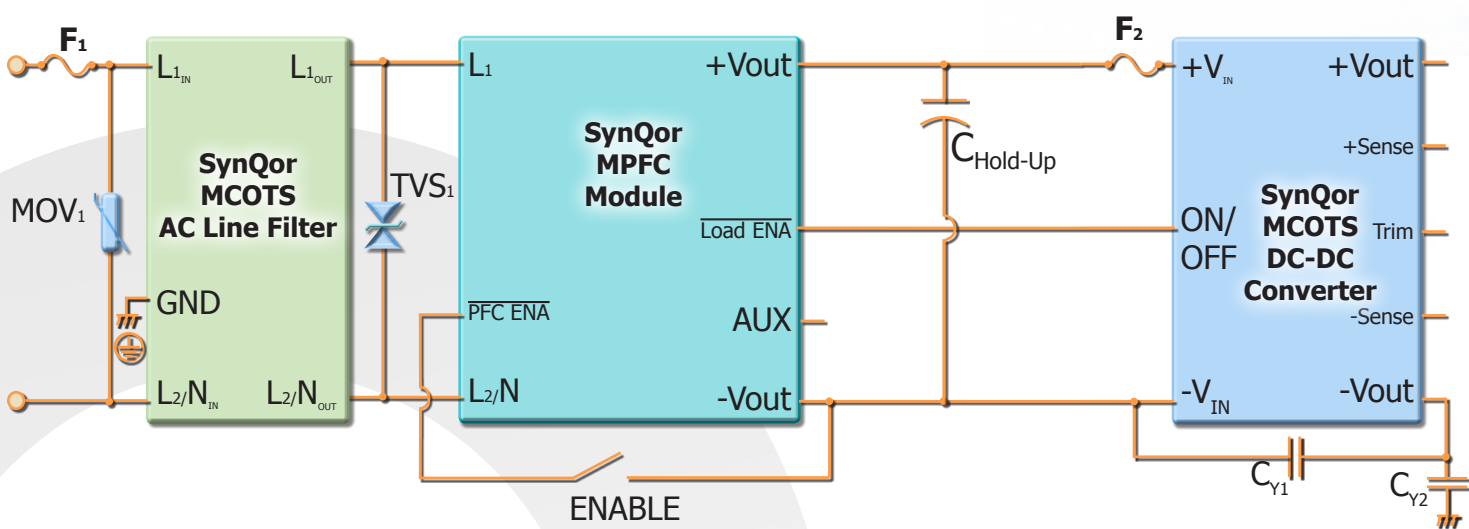 F1
F2
L1IN
L1OUT
L1
+Vout
+VIN
+Vout
SynQor
MCOTS
AC Line Filter
SynQor
MPFC
Module
CHold-Up
+Sense
MOV1
TVS1
Load ENA
ON/
OFF
SynQor
MCOTS
DC-DC
Converter
Trim
GND
PFC ENA
AUX
-Sense
L2/NIN
L2/NOUT
L2/N
-Vout
-VIN
-Vout
ENABLE
CY1
CY2